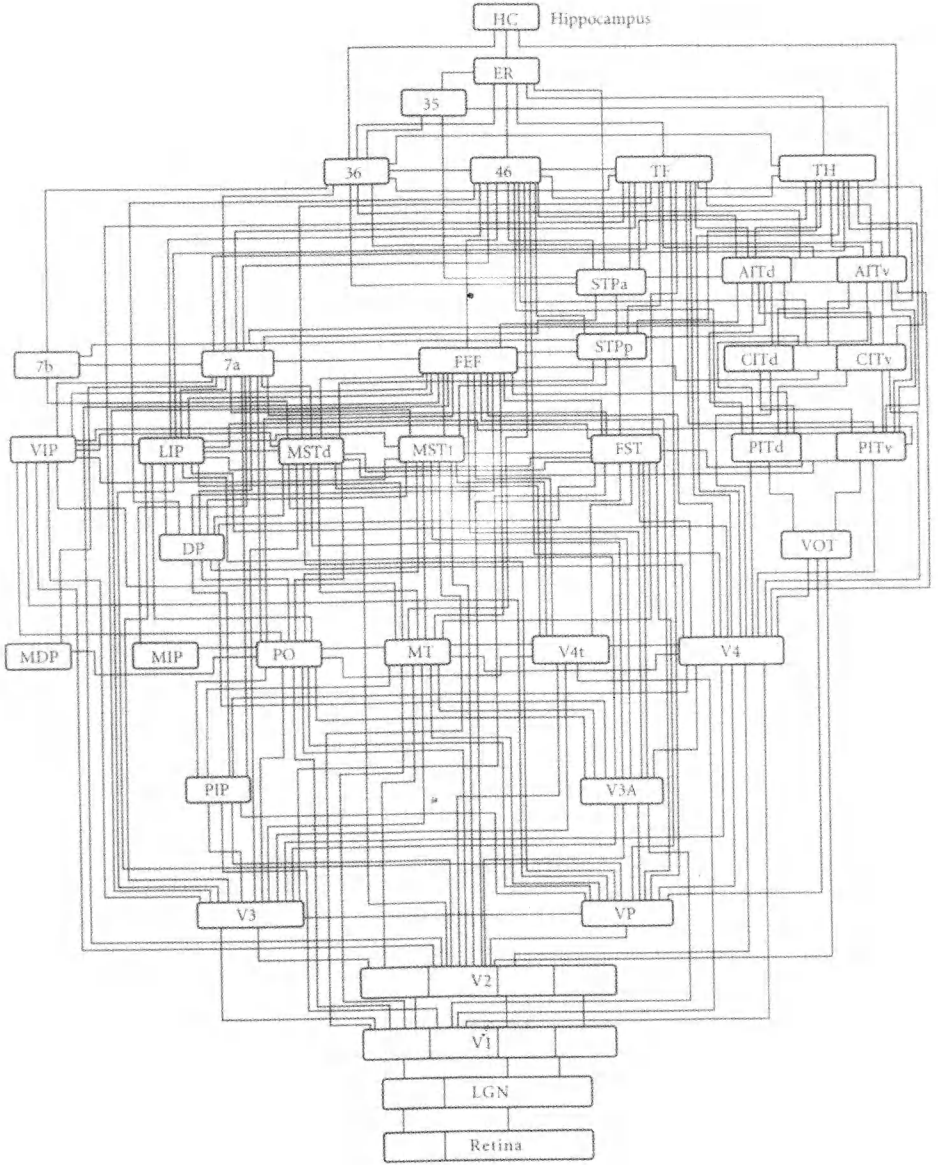 HC Hippocampus
ER
35
36 46 TF TH
STPa AITd AITv
7b 7a FEF STPp CITd CITv
VIP LIP MSTd MSTl FST PITd PITv
DP VOT
MDP MIP PO MT V4t V4
PIP V3A
V3 VP
V2
V1
LGN
Retina